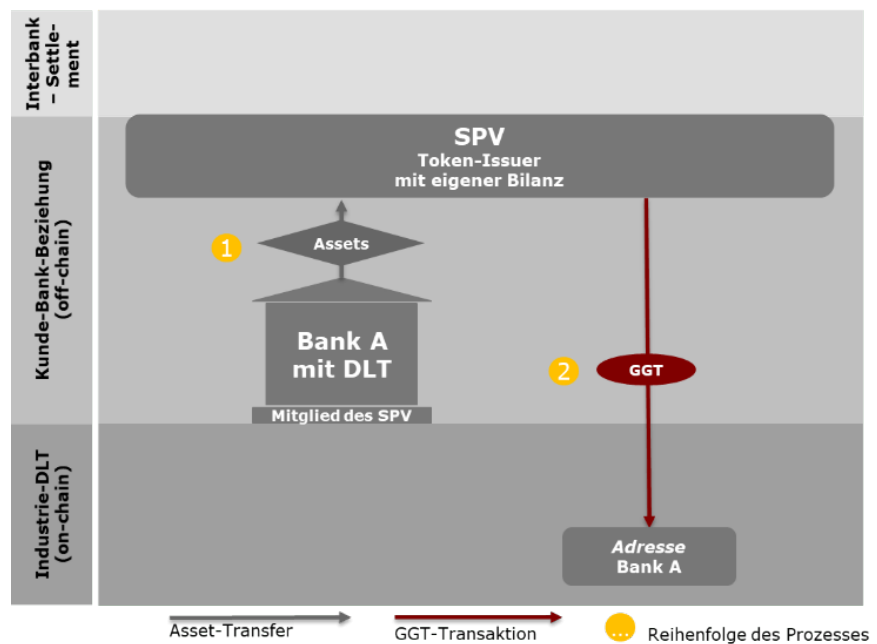 Interbank
– Settle-
ment
SPV
Token-Issuer
mit eigener Bilanz
Kunde-Bank-Beziehung
(off-chain)
1
Assets
Bank A
mit DLT
Mitglied des SPV
2
GGT
Industrie-DLT
(on-chain)
Adresse
Bank A
Asset-Transfer
GGT-Transaktion
...
Reihenfolge des Prozesses